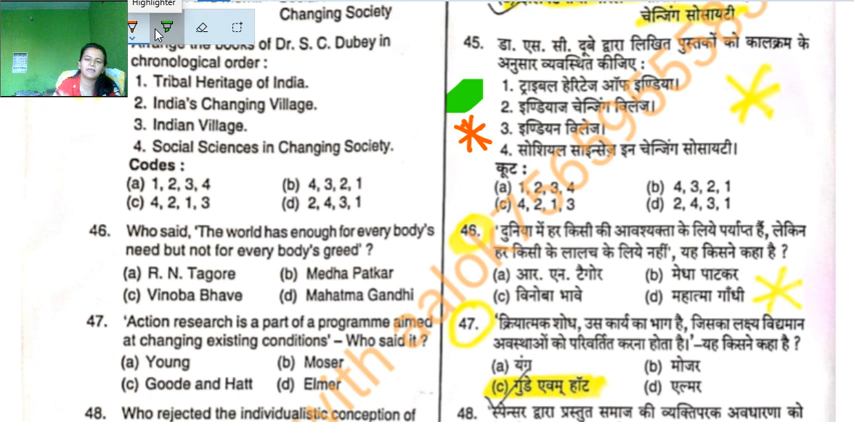 Highlighter
Changing Society
the books of Dr. S. C. Dubey in
chronological order :
1. Tribal Heritage of India.
2. India's Changing Village.
3. Indian Village.
4. Social Sciences in Changing Society.
Codes :
(a) 1, 2, 3, 4 (b) 4, 3, 2, 1
(c) 4, 2, 1, 3 (d) 2, 4, 3, 1
46. Who said, 'The world has enough for every body's
need but not for every body's greed' ?
(a) R. N. Tagore (b) Medha Patkar
(c) Vinoba Bhave (d) Mahatma Gandhi
47. 'Action research is a part of a programme aimed
at changing existing conditions' – Who said it ?
(a) Young (b) Moser
(c) Goode and Hatt (d) Elmer
48. Who rejected the individualistic conception of
चेन्जिंग सोसायटी
45. डा. एस. सी. दूबे द्वारा लिखित पुस्तकों को कालक्रम के
अनुसार व्यवस्थित कीजिए :
1. ट्राइबल हेरिटेज ऑफ इण्डिया।
2. इण्डियाज चेन्जिंग विलेज।
3. इण्डियन विलेज।
4. सोशियल साइन्सेज़ इन चेन्जिंग सोसायटी।
कूट :
(a) 1, 2, 3, 4 (b) 4, 3, 2, 1
(c) 4, 2, 1, 3 (d) 2, 4, 3, 1
46. 'दुनिया में हर किसी की आवश्यक्ता के लिये पर्याप्त हैं, लेकिन
हर किसी के लालच के लिये नहीं', यह किसने कहा है ?
(a) आर. एन. टैगोर (b) मेधा पाटकर
(c) विनोबा भावे (d) महात्मा गाँधी
47. 'क्रियात्मक शोध, उस कार्य का भाग है, जिसका लक्ष्य विद्यमान
अवस्थाओं को परिवर्तित करना होता है।'–यह किसने कहा है ?
(a) यंग (b) मोजर
(c) गुडे एवम् हॉट (d) एल्मर
48. 'स्पेन्सर द्वारा प्रस्तुत समाज की व्यक्तिपरक अवधारणा को